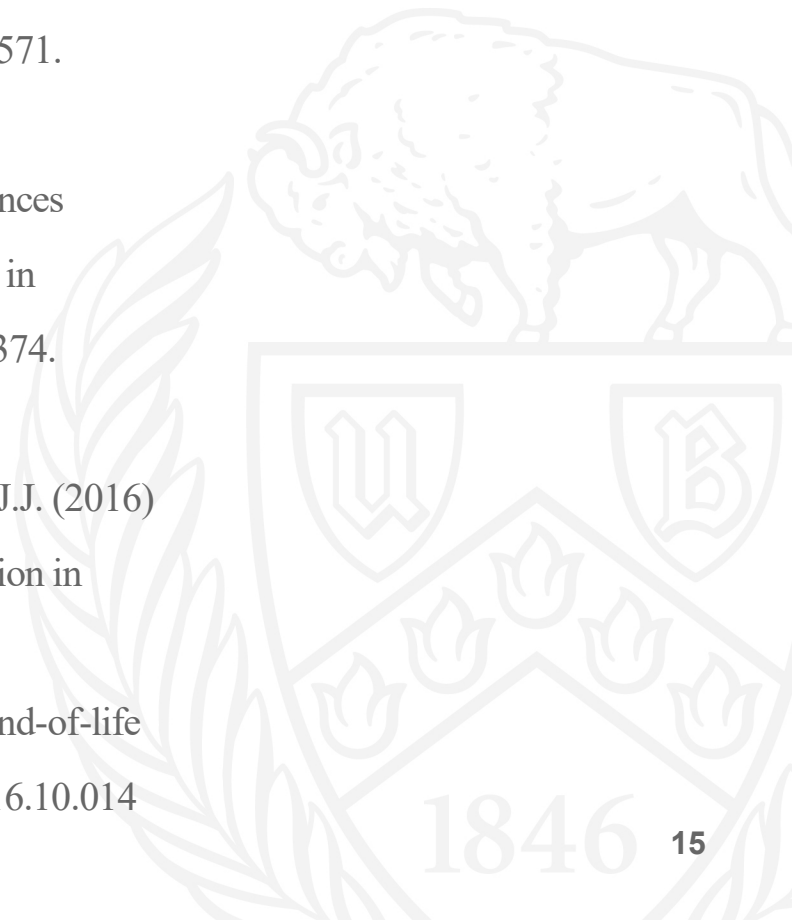 571.
nces
in
374.
J.J. (2016)
ion in
nd-of-life
6.10.014
U B
1846
15